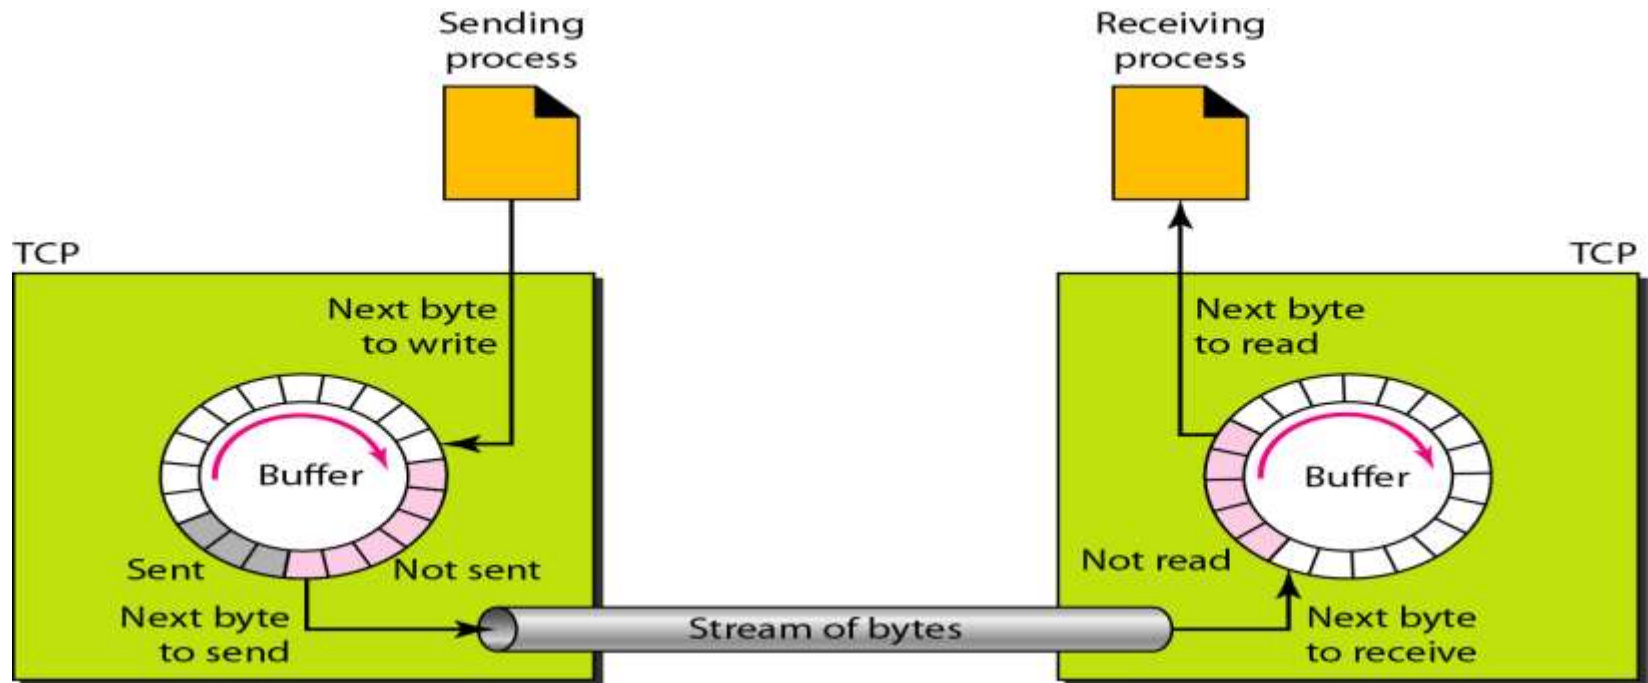 Sending
process
Receiving
process
TCP
TCP
Next byte
to write
Next byte
to read
Buffer
Buffer
Sent
Not sent
Not read
Next byte
to send
Stream of bytes
Next byte
to receive